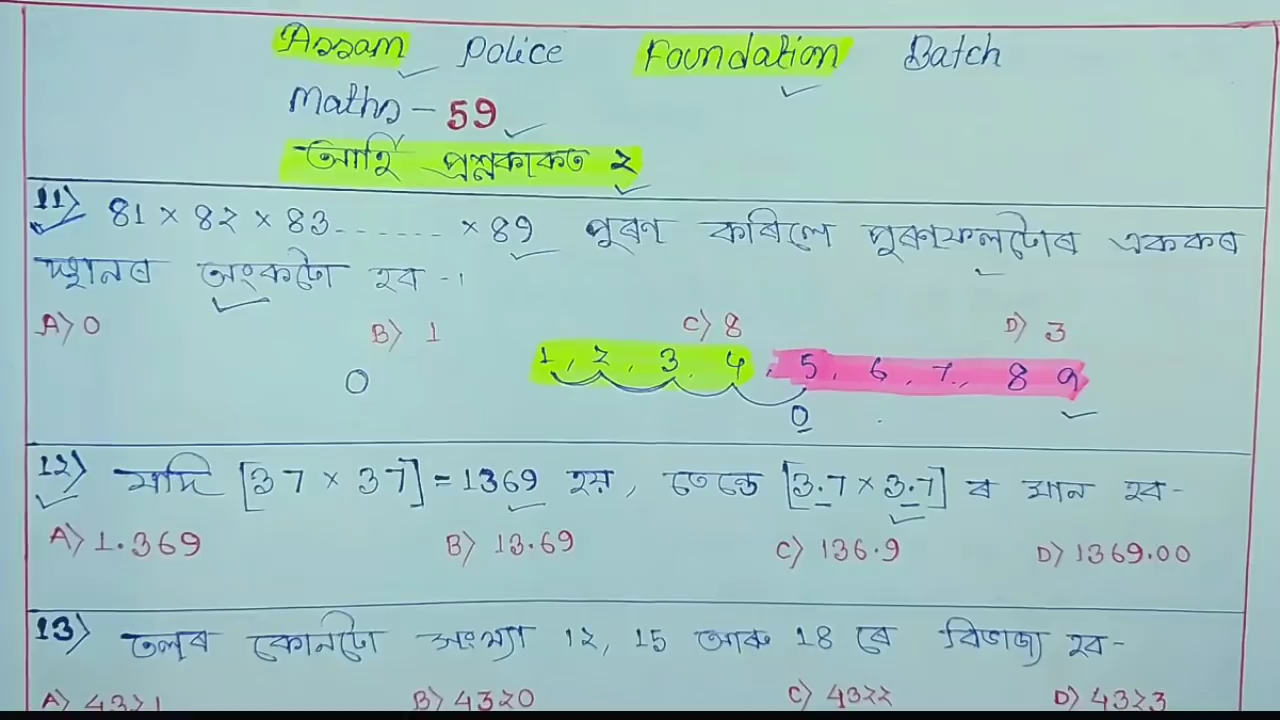 Assam Police Foundation Batch
Maths - 59
আৰ্হি প্ৰশ্নকাকত ২
11) 81 × 82 × 83 ....... × 89 পূৰণ কৰিলে পূৰণফলটোৰ এককৰ
স্থানৰ অংকটো হব -।
A) 0 B) 1 C) 8 D) 3
1, 2, 3, 4, 5, 6, 7, 8 9
0
0
12) যদি [37 × 37] = 1369 হয়, তেন্তে [3.7 × 3.7] ৰ মান হব-
A) 1.369 B) 13.69 C) 136.9 D) 1369.00
13) তলৰ কোনটো সংখ্যা 12, 15 আৰু 18 ৰে বিভাজ্য হব-
A) 4321 B) 4320 C) 4322 D) 4323